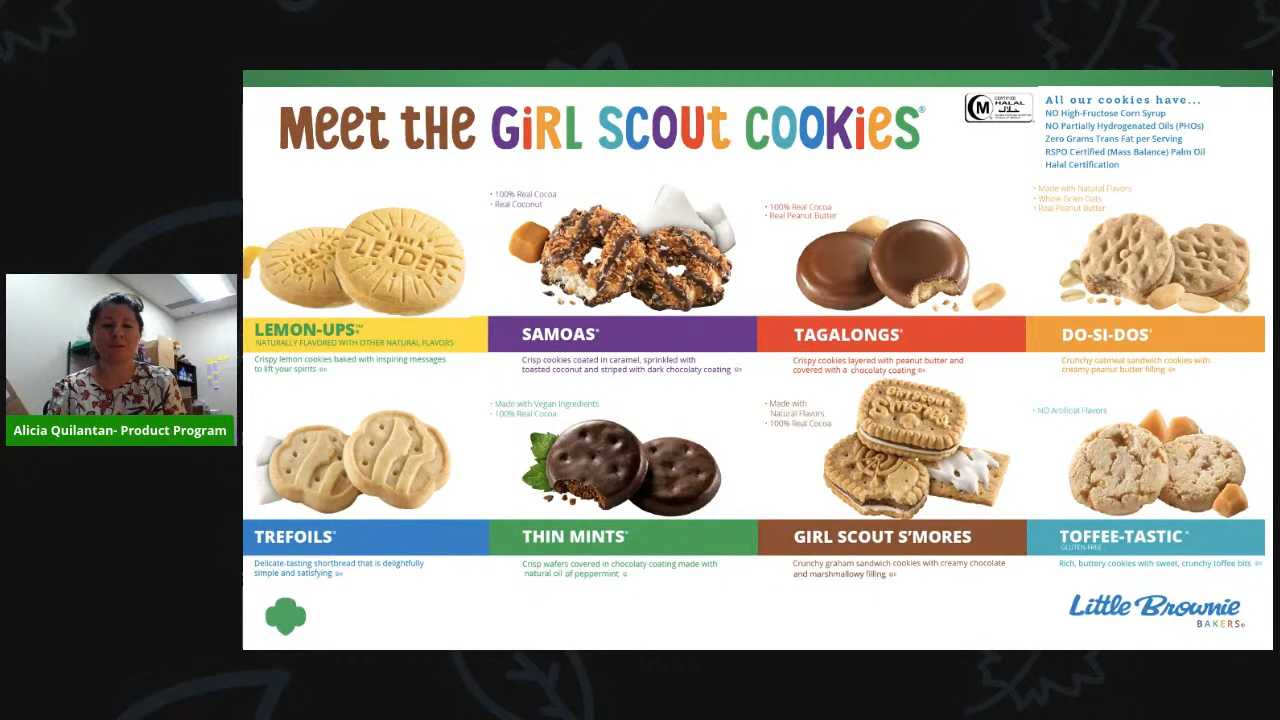 Meet the GiRL SCOUt COOKieS®
CERTIFIED
HALAL
All our cookies have...
NO High-Fructose Corn Syrup
NO Partially Hydrogenated Oils (PHOs)
Zero Grams Trans Fat per Serving
RSPO Certified (Mass Balance) Palm Oil
Halal Certification
• 100% Real Cocoa
• Real Coconut
• 100% Real Cocoa
• Real Peanut Butter
• Made with Natural Flavors
• Whole Grain Oats
• Real Peanut Butter
I AM A
LEADER
LEMON-UPS™
NATURALLY FLAVORED WITH OTHER NATURAL FLAVORS
Crispy lemon cookies baked with inspiring messages
to lift your spirits
SAMOAS®
Crisp cookies coated in caramel, sprinkled with
toasted coconut and striped with dark chocolaty coating
TAGALONGS®
Crispy cookies layered with peanut butter and
covered with a chocolaty coating
DO-SI-DOS®
Crunchy oatmeal sandwich cookies with
creamy peanut butter filling
Alicia Quilantan- Product Program
• Made with Vegan Ingredients
• 100% Real Cocoa
• Made with
Natural Flavors
• 100% Real Cocoa
• NO Artificial Flavors
TREFOILS®
Delicate-tasting shortbread that is delightfully
simple and satisfying
THIN MINTS®
Crisp wafers covered in chocolaty coating made with
natural oil of peppermint
GIRL SCOUT S'MORES
Crunchy graham sandwich cookies with creamy chocolate
and marshmallowy filling
TOFFEE-TASTIC®
GLUTEN-FREE
Rich, buttery cookies with sweet, crunchy toffee bits
Little Brownie
BAKERS®